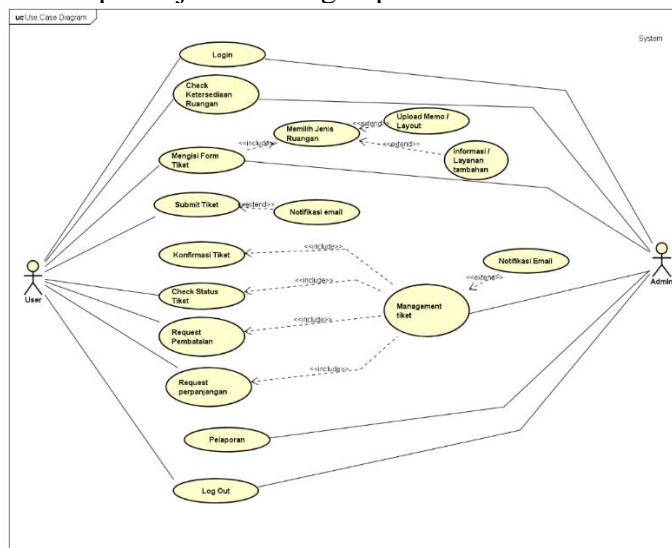 uc Use Case Diagram
System
Login
Check
Ketersediaan
Ruangan
Upload Memo /
Layout
<<extend>>
Memilih Jenis
Ruangan
<<include>>
<<extend>>
Informasi /
Layanan
tambahan
Mengisi Form
Tiket
Submit Tiket
<<extend>>
Notifikasi email
Konfirmasi Tiket
<<include>>
Notifikasi Email
<<extend>>
User
Admin
Check Status
Tiket
<<include>>
Management
tiket
Request
Pembatalan
<<include>>
Request
perpanjangan
<<include>>
Pelaporan
Log Out